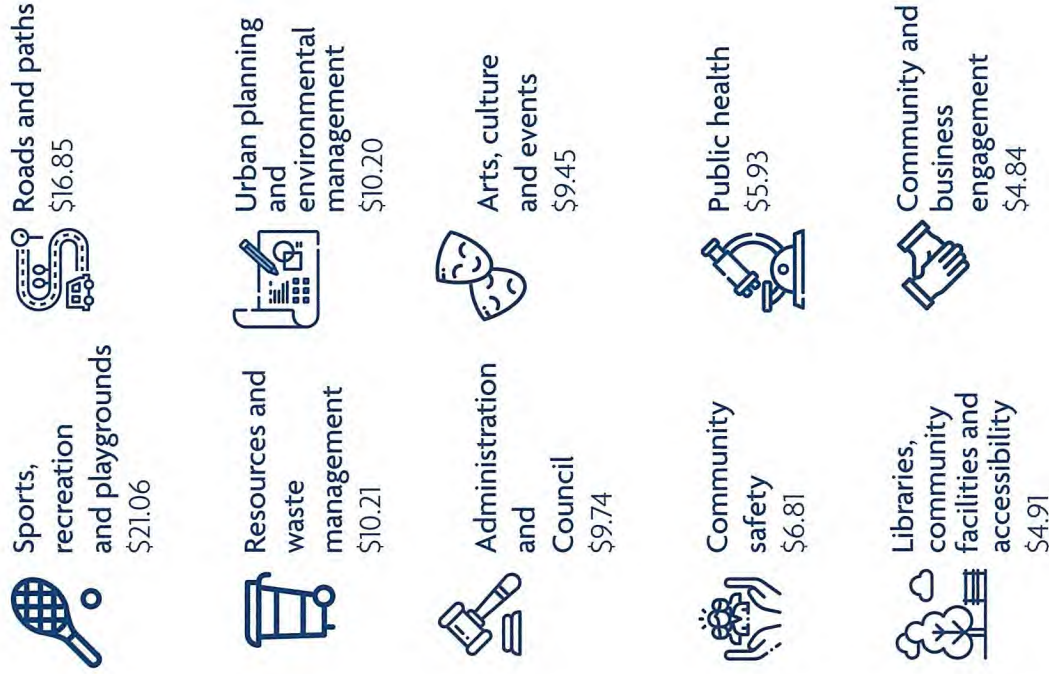 Sports,
recreation
and playgrounds
$21.06
Roads and paths
$16.85
Resources and
waste
management
$10.21
Urban planning
and
environmental
management
$10.20
Administration
and
Council
$9.74
Arts, culture
and events
$9.45
Community
safety
$6.81
Public health
$5.93
Libraries,
community
facilities and
accessibility
$4.91
Community and
business
engagement
$4.84